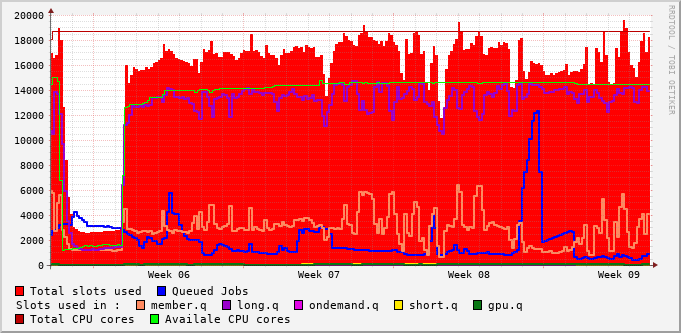 RRDTOOL / TOBI OETIKER
20000
18000
16000
14000
12000
10000
8000
6000
4000
2000
0
Week 06 Week 07 Week 08 Week 09
Total slots used Queued Jobs
Slots used in : member.q long.q ondemand.q short.q gpu.q
Total CPU cores Availale CPU cores